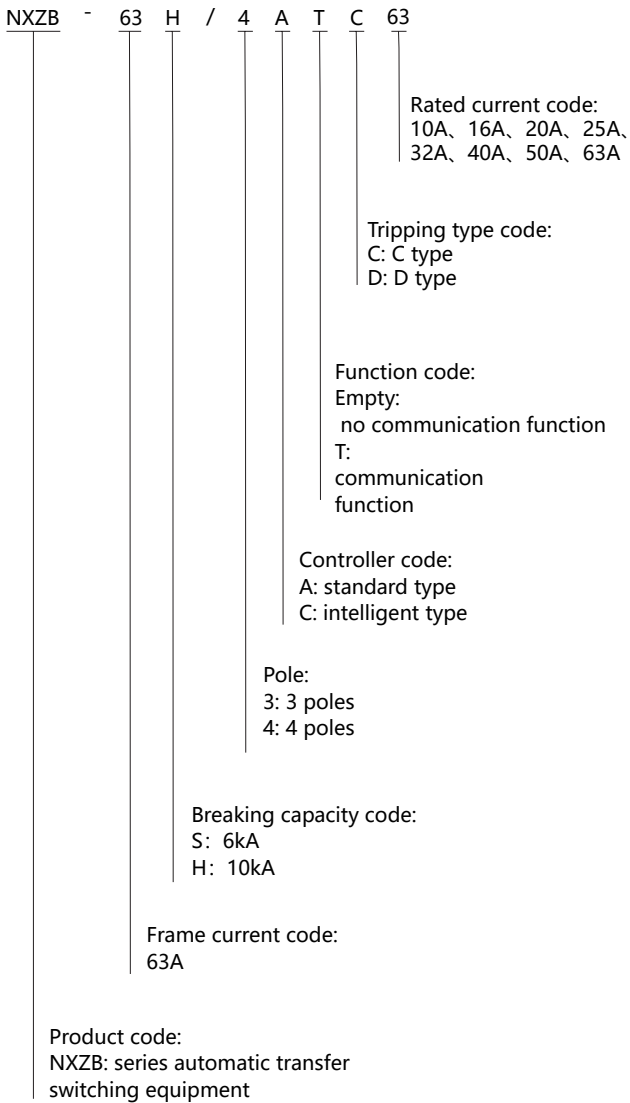 NXZB - 63 H / 4 A T C 63
Rated current code:
10A、16A、20A、25A、
32A、40A、50A、63A
Tripping type code:
C: C type
D: D type
Function code:
Empty:
no communication function
T:
communication
function
Controller code:
A: standard type
C: intelligent type
Pole:
3: 3 poles
4: 4 poles
Breaking capacity code:
S：6kA
H：10kA
Frame current code:
63A
Product code:
NXZB: series automatic transfer
switching equipment